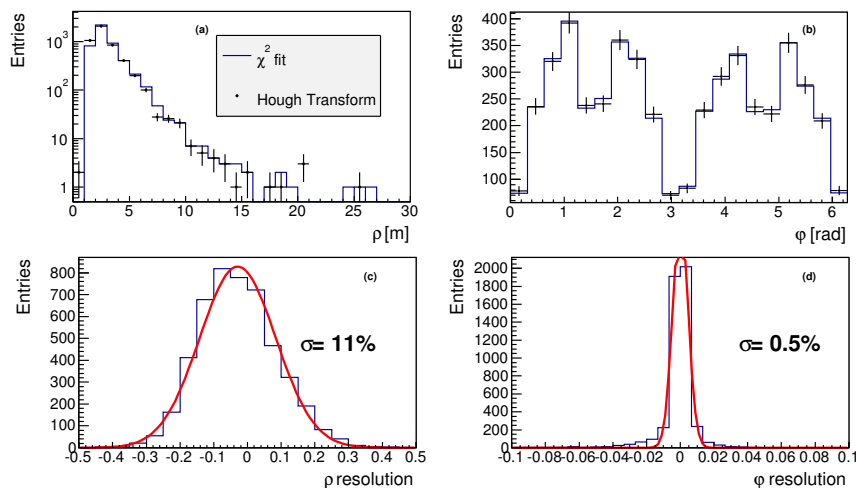 (a)
Entries
10³
10²
10
1
χ² fit
Hough Transform
0 5 10 15 20 25 30
ρ [m]
(b)
Entries
400
350
300
250
200
150
100
0 1 2 3 4 5 6
φ [rad]
(c)
Entries
800
700
600
500
400
300
200
100
0
σ= 11%
-0.5 -0.4 -0.3 -0.2 -0.1 0 0.1 0.2 0.3 0.4 0.5
ρ resolution
(d)
Entries
2000
1800
1600
1400
1200
1000
800
600
400
200
0
σ= 0.5%
-0.1 -0.08 -0.06 -0.04 -0.02 0 0.02 0.04 0.06 0.08 0.1
φ resolution